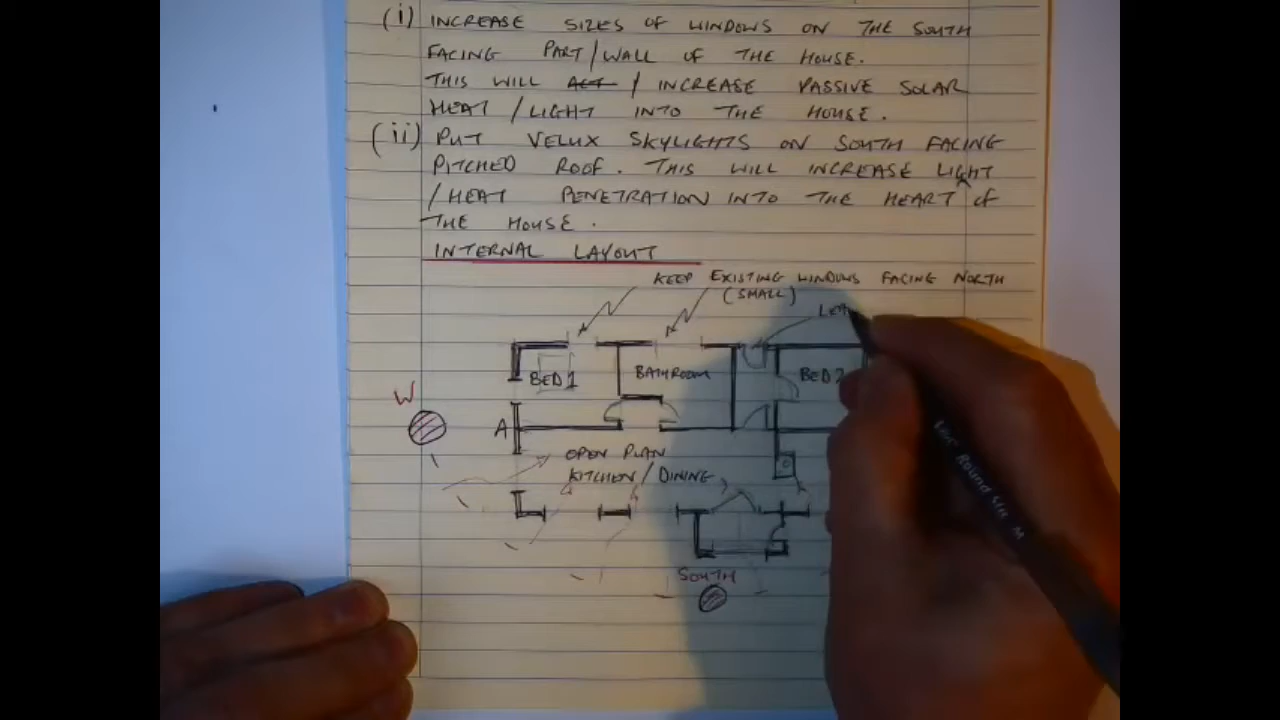 (i) INCREASE SIZES OF WINDOWS ON THE SOUTH
FACING PART/WALL OF THE HOUSE.
THIS WILL ACT / INCREASE PASSIVE SOLAR
HEAT / LIGHT INTO THE HOUSE.
(ii) PUT VELUX SKYLIGHTS ON SOUTH FACING
PITCHED ROOF. THIS WILL INCREASE LIGHT
/HEAT PENETRATION INTO THE HEART OF
THE HOUSE.
INTERNAL LAYOUT
KEEP EXISTING WINDOWS FACING NORTH
(SMALL)
BED 1
BATHROOM
BED 2
W
A
OPEN PLAN
KITCHEN / DINING
SOUTH